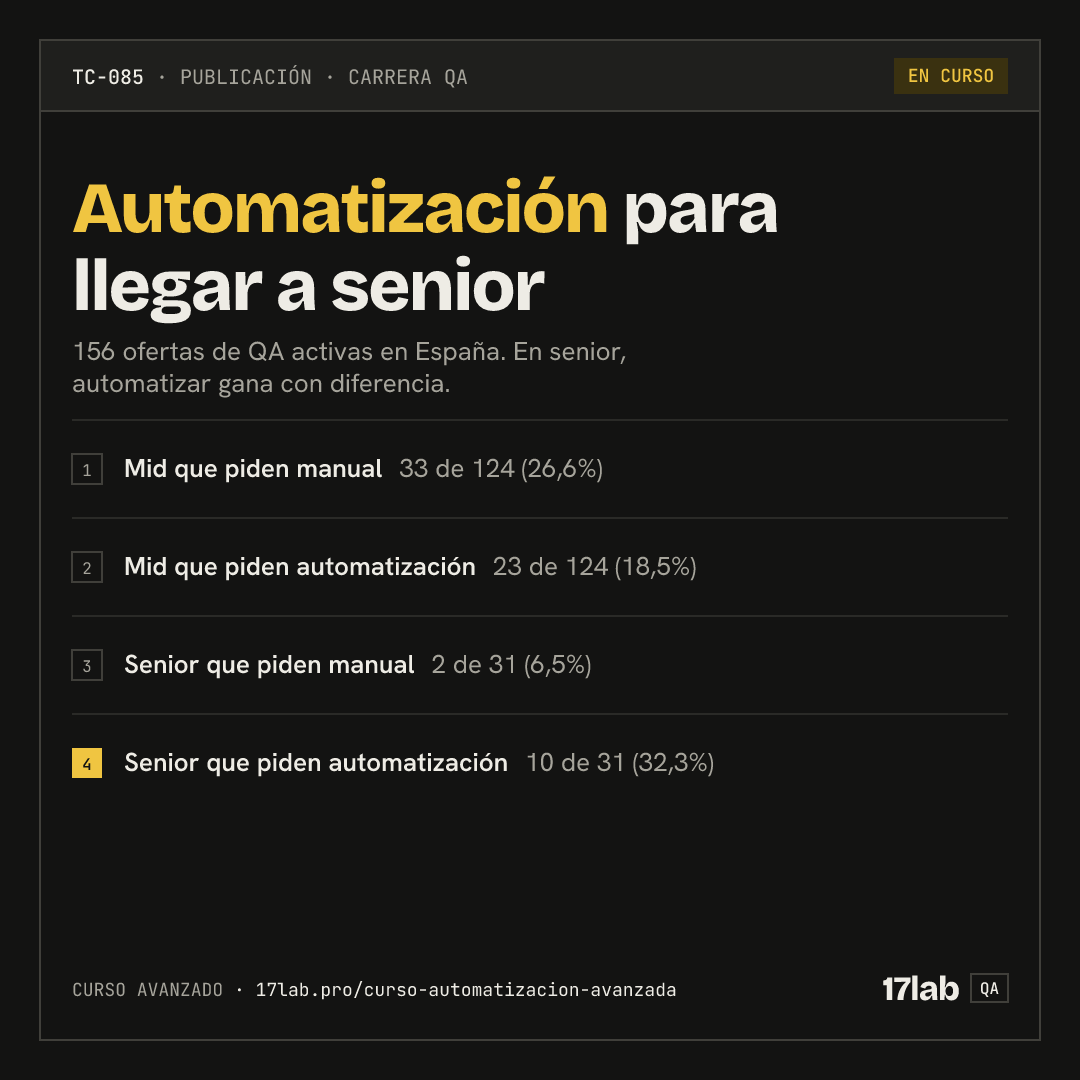 TC-085 · PUBLICACIÓN · CARRERA QA
EN CURSO
Automatización para
llegar a senior
156 ofertas de QA activas en España. En senior,
automatizar gana con diferencia.
1 Mid que piden manual 33 de 124 (26,6%)
2 Mid que piden automatización 23 de 124 (18,5%)
3 Senior que piden manual 2 de 31 (6,5%)
4 Senior que piden automatización 10 de 31 (32,3%)
CURSO AVANZADO · 17lab.pro/curso-automatizacion-avanzada
17lab QA